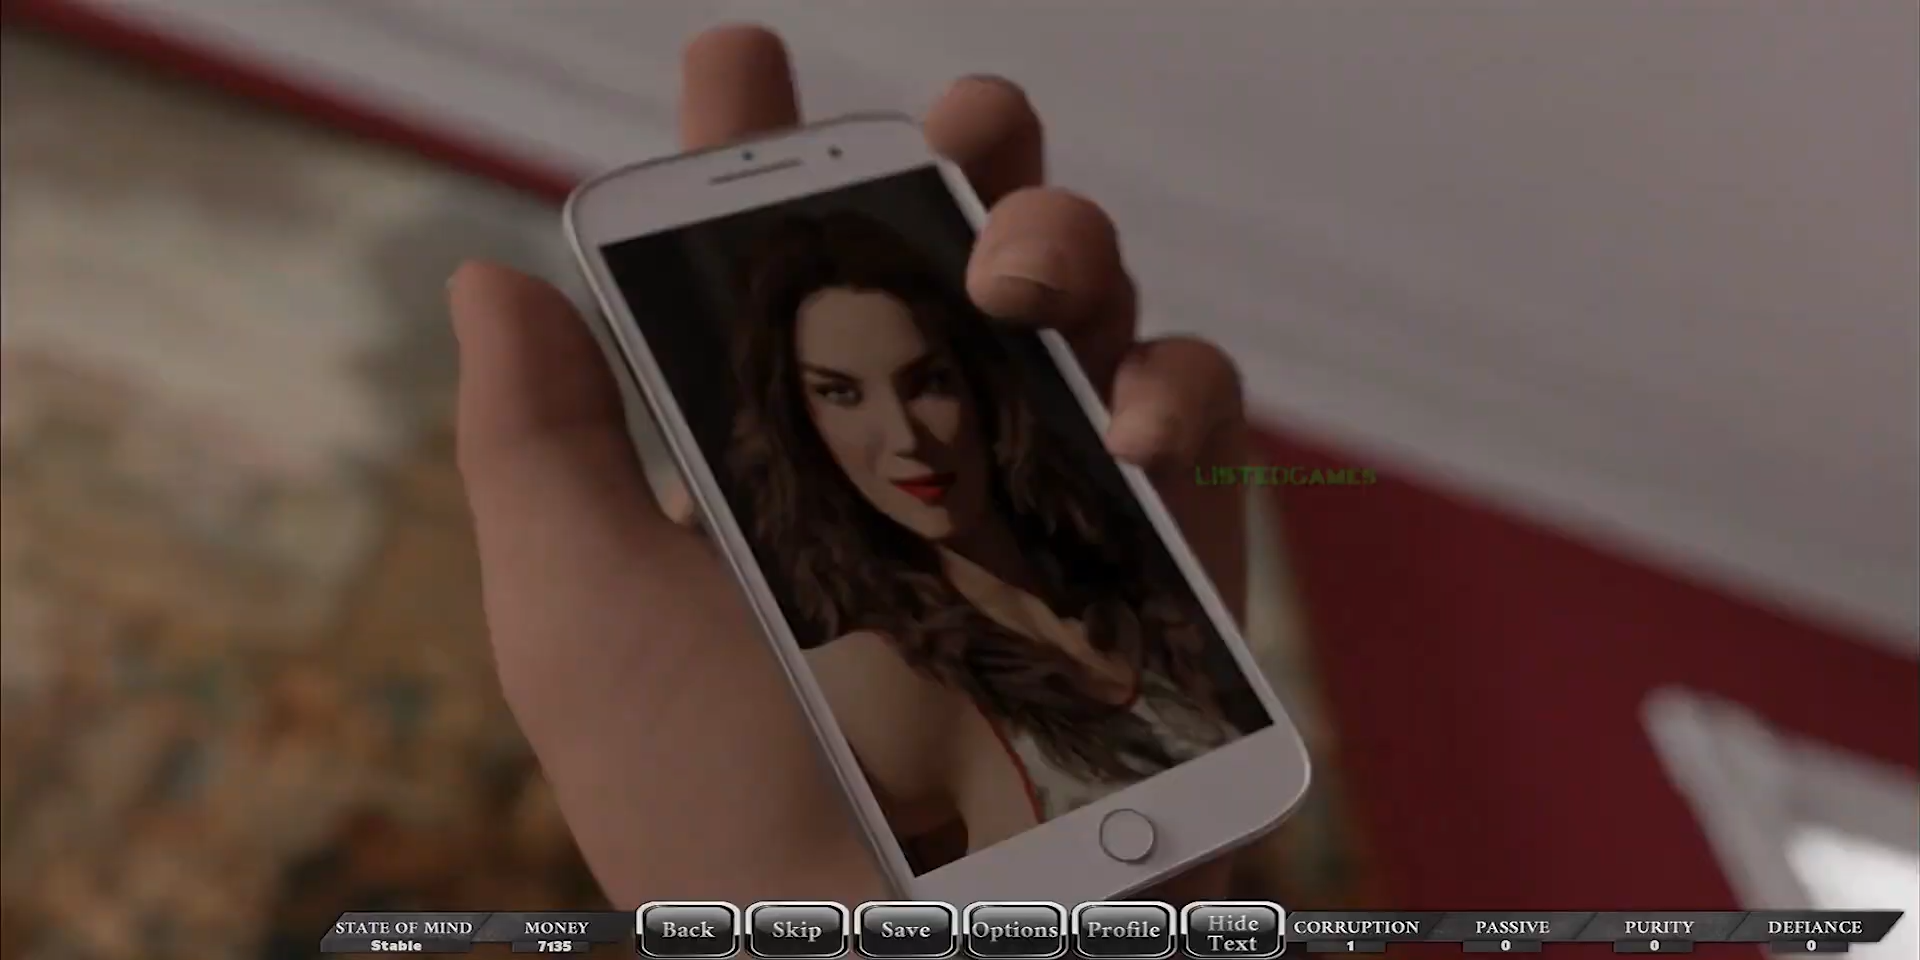 LISTEDGAMES
STATE OF MIND
Stable
MONEY
7135
Back
Skip
Save
Options
Profile
Hide
Text
CORRUPTION
1
PASSIVE
0
PURITY
0
DEFIANCE
0